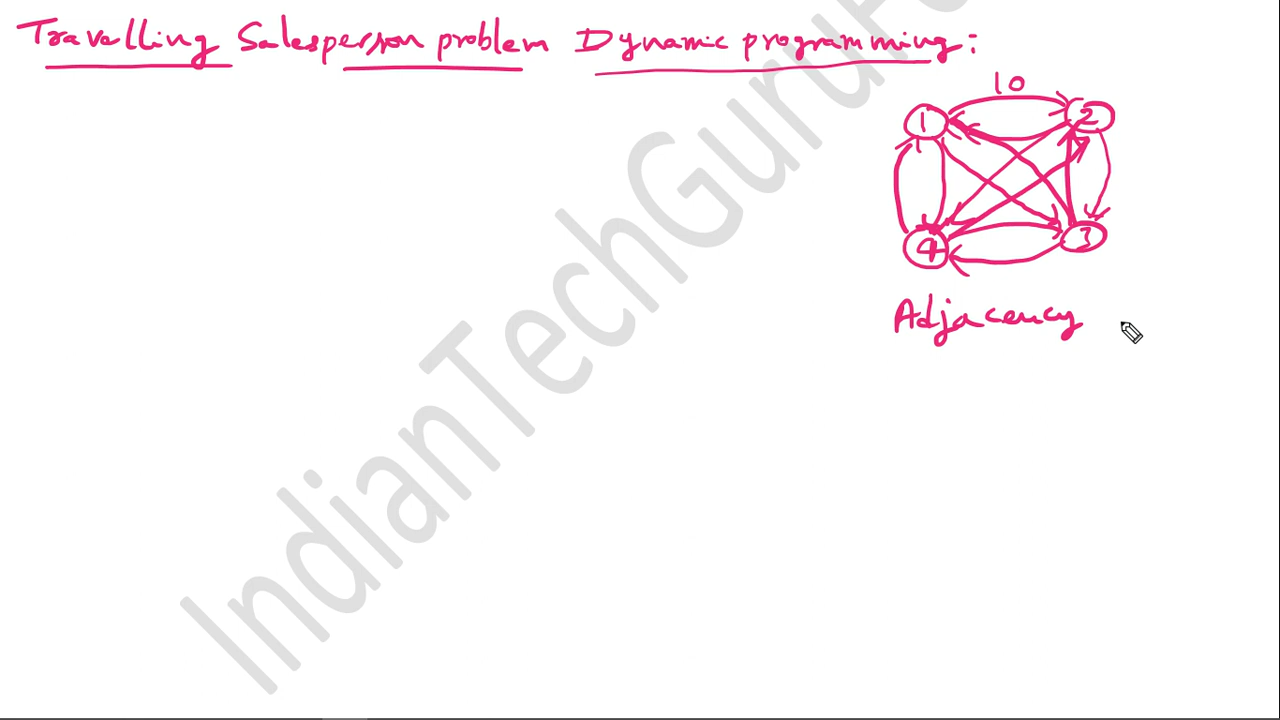 Travelling Salesperson problem Dynamic programming:
10
1 2
4 3
Adjacency
IndianTechGuru